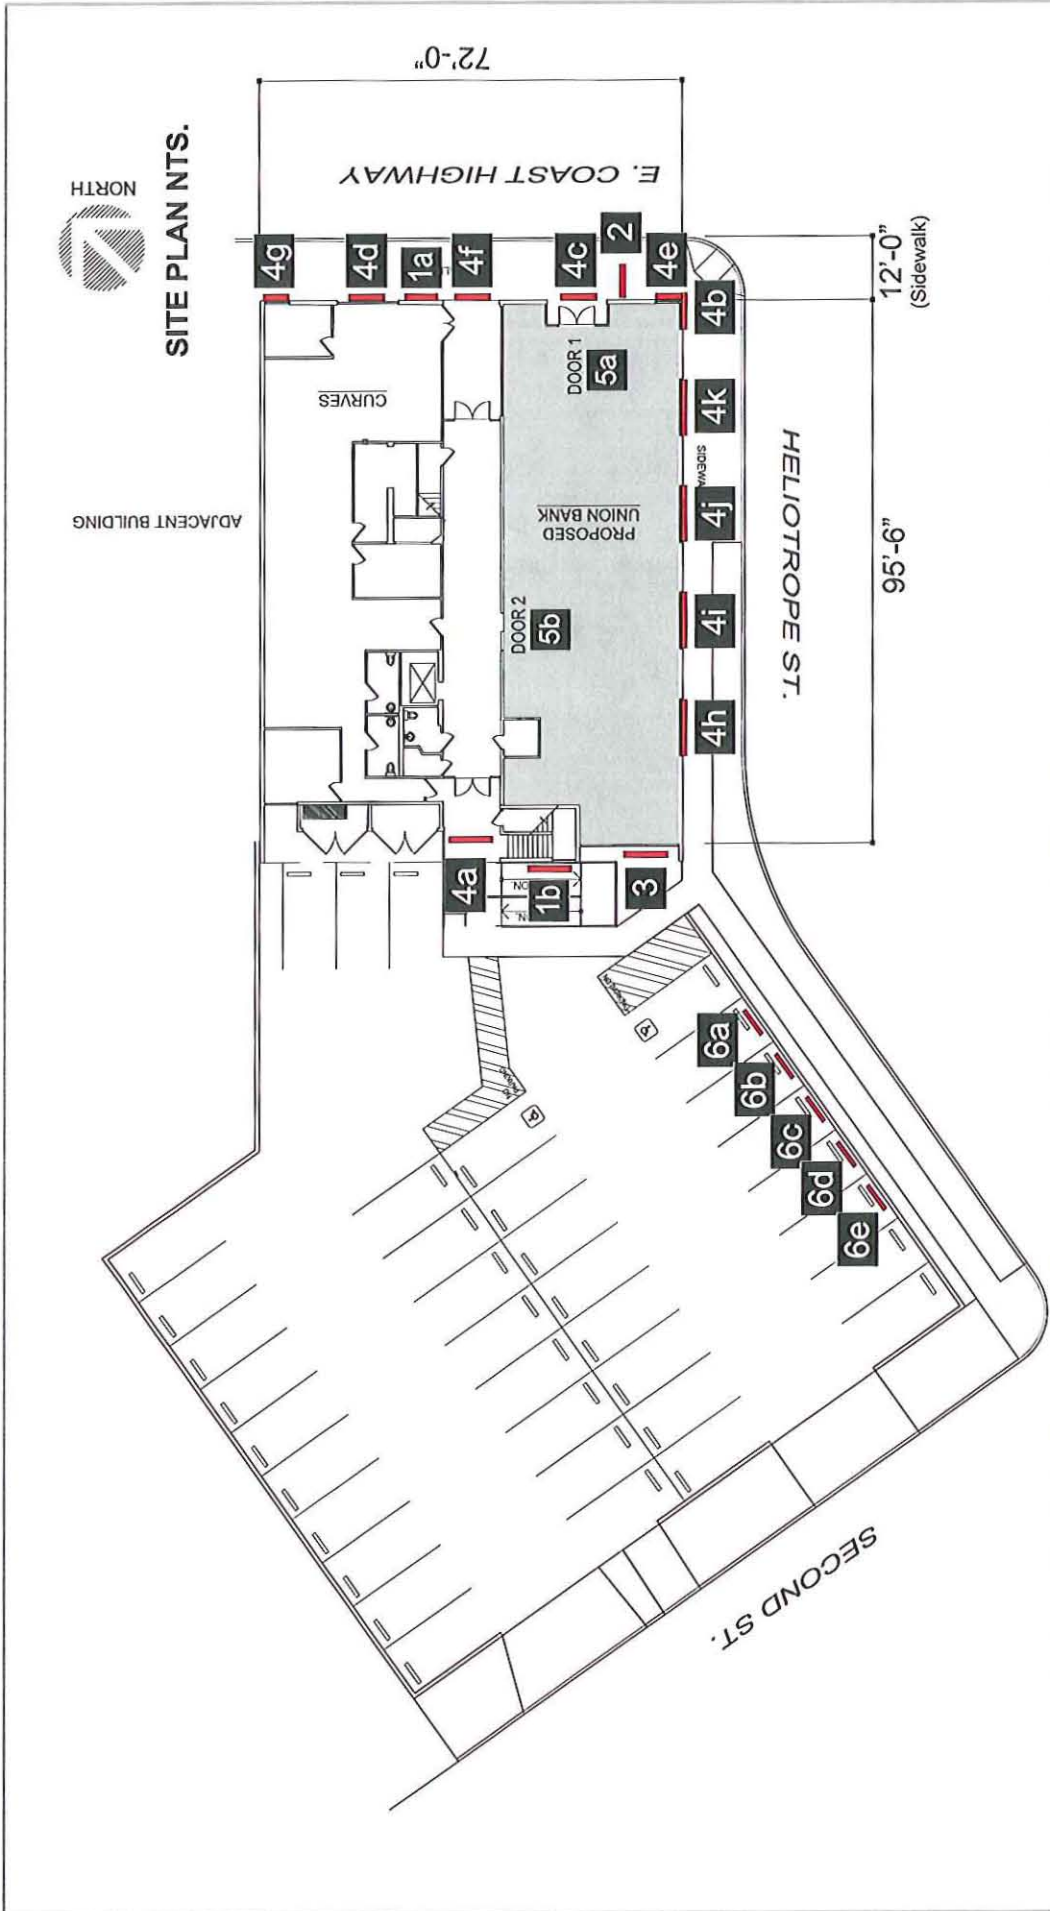 NORTH
SITE PLAN NTS.
72'-0"
E. COAST HIGHWAY
4g
4d
1a
4f
4c
2
4e
4b
12'-0"
(Sidewalk)
ADJACENT BUILDING
CURVES
DOOR 1
5a
PROPOSED
UNION BANK
DOOR 2
5b
4k
4j
4i
4h
HELIOTROPE ST.
95'-6"
4a
1b
3
6a
6b
6c
6d
6e
NO
PARKING
SECOND ST.